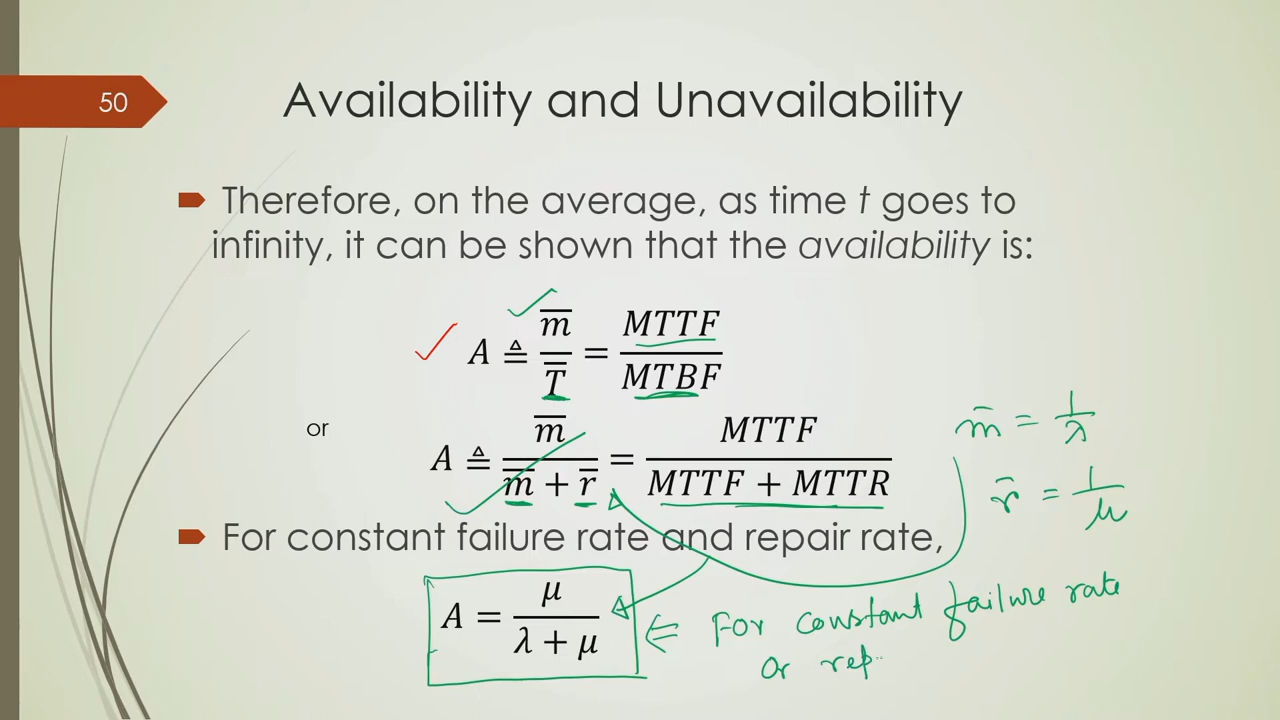 50
Availability and Unavailability
Therefore, on the average, as time t goes to
infinity, it can be shown that the availability is:
A ≜ m̅/T̅ = MTTF/MTBF
or
A ≜ m̅/(m̅ + r̅) = MTTF/(MTTF + MTTR)
m̅ = 1/λ
r̅ = 1/μ
For constant failure rate and repair rate,
A = μ/(λ + μ)
⇐ For constant failure rate
or rep